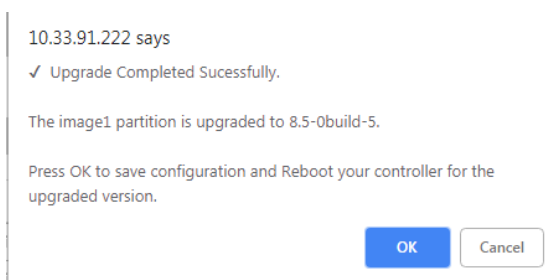 10.33.91.222 says
✓ Upgrade Completed Sucessfully.
The image1 partition is upgraded to 8.5-0build-5.
Press OK to save configuration and Reboot your controller for the
upgraded version.
OK
Cancel